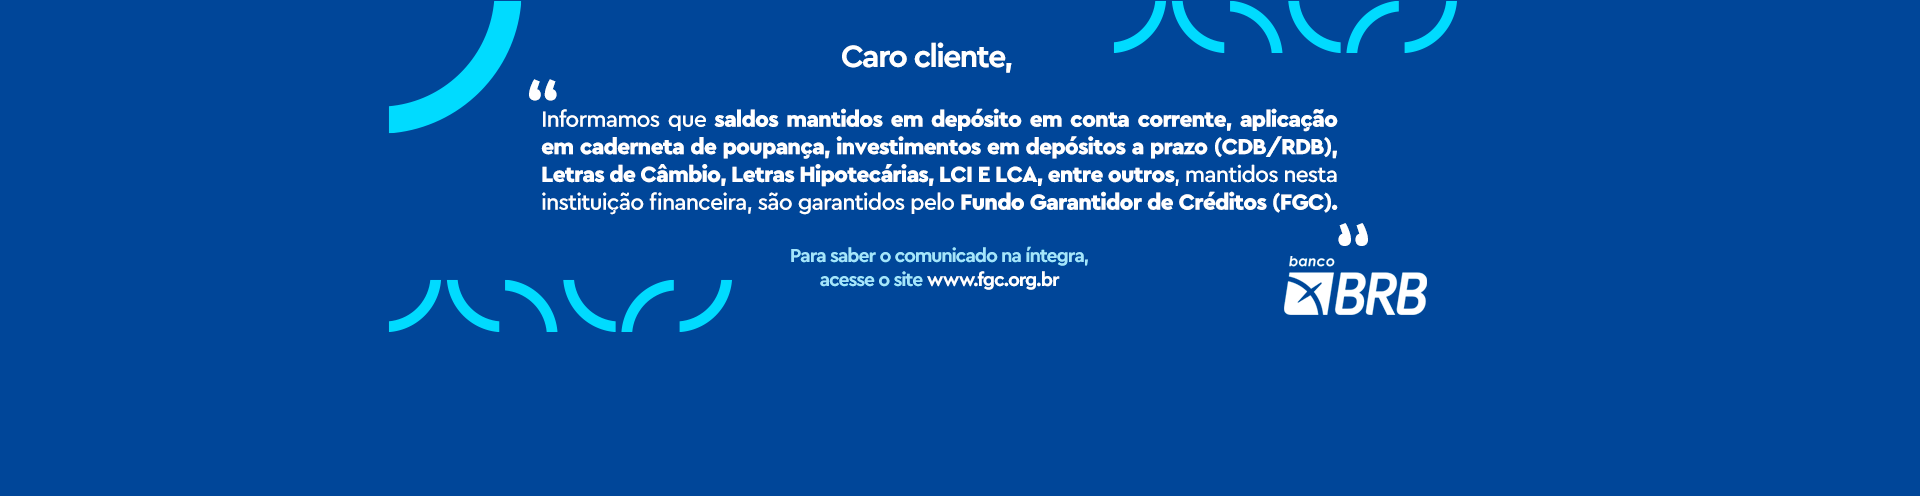 Caro cliente,
“
Informamos que saldos mantidos em depósito em conta corrente, aplicação
em caderneta de poupança, investimentos em depósitos a prazo (CDB/RDB),
Letras de Câmbio, Letras Hipotecárias, LCI E LCA, entre outros, mantidos nesta
instituição financeira, são garantidos pelo Fundo Garantidor de Créditos (FGC).
”
Para saber o comunicado na íntegra,
acesse o site www.fgc.org.br
banco
BRB